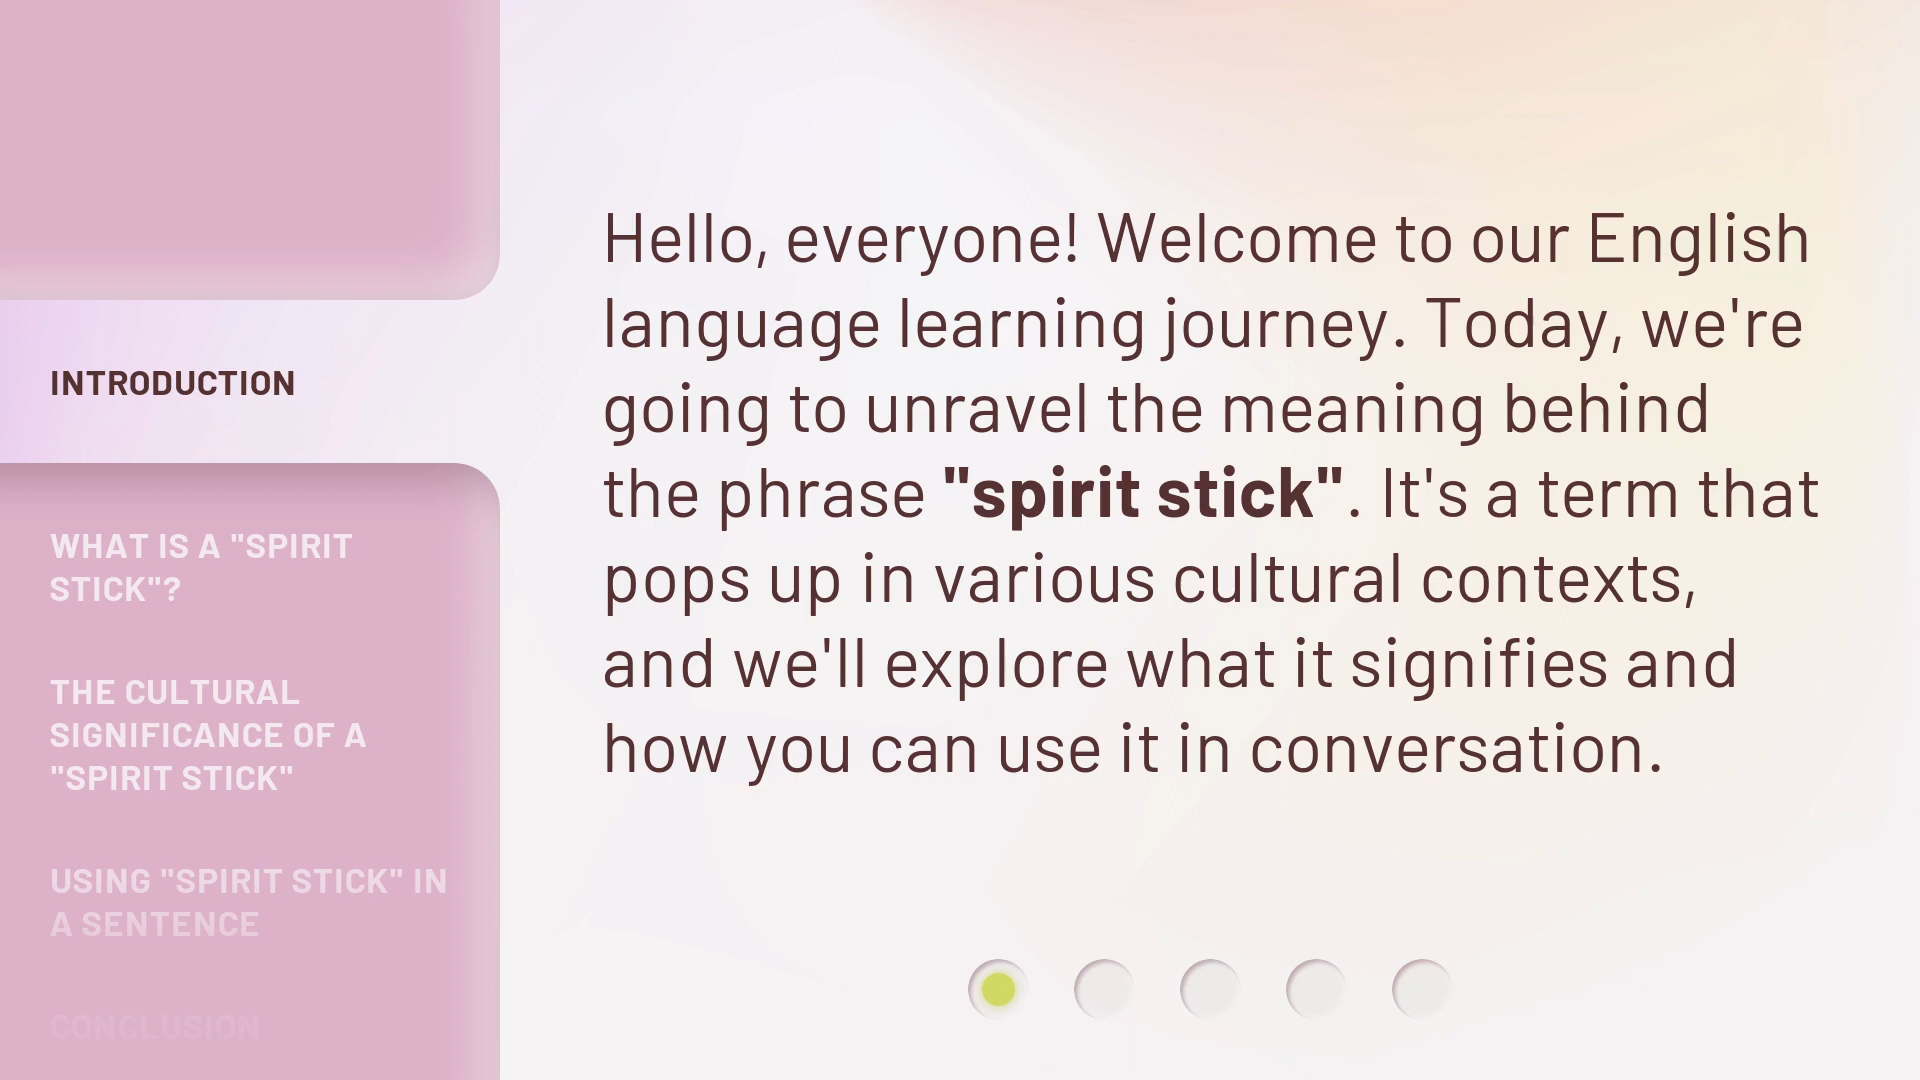 INTRODUCTION
WHAT IS A "SPIRIT
STICK"?
THE CULTURAL
SIGNIFICANCE OF A
"SPIRIT STICK"
USING "SPIRIT STICK" IN
A SENTENCE
CONCLUSION
Hello, everyone! Welcome to our English
language learning journey. Today, we're
going to unravel the meaning behind
the phrase "spirit stick". It's a term that
pops up in various cultural contexts,
and we'll explore what it signifies and
how you can use it in conversation.